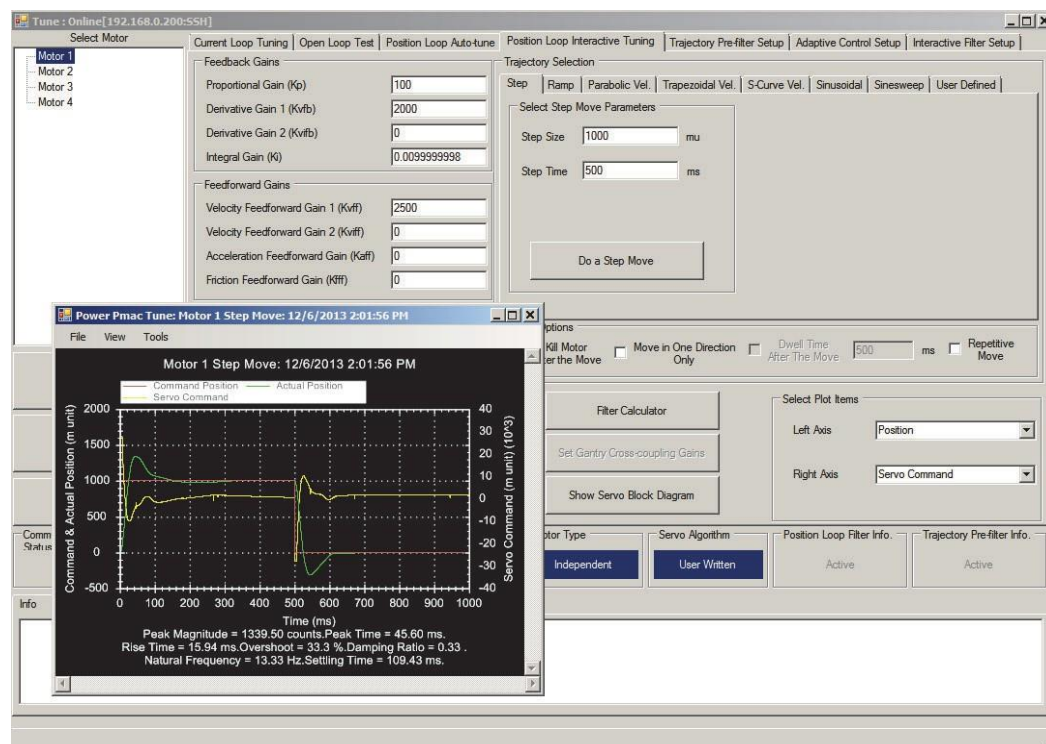 Tune : Online[192.168.0.200:SSH]
Select Motor
Motor 1
Motor 2
Motor 3
Motor 4
Current Loop Tuning
Open Loop Test
Position Loop Auto-tune
Position Loop Interactive Tuning
Trajectory Pre-filter Setup
Adaptive Control Setup
Interactive Filter Setup
Feedback Gains
Proportional Gain (Kp) 100
Derivative Gain 1 (Kvfb) 2000
Derivative Gain 2 (Kvifb) 0
Integral Gain (Ki) 0.0099999998
Feedforward Gains
Velocity Feedforward Gain 1 (Kvff) 2500
Velocity Feedforward Gain 2 (Kviff) 0
Acceleration Feedforward Gain (Kaff) 0
Friction Feedforward Gain (Kfff) 0
Trajectory Selection
Step
Ramp
Parabolic Vel.
Trapezoidal Vel.
S-Curve Vel.
Sinusoidal
Sinesweep
User Defined
Select Step Move Parameters
Step Size 1000 mu
Step Time 500 ms
Do a Step Move
ptions
Kill Motor
ter the Move
Move in One Direction
Only
Dwell Time
After The Move
500 ms
Repetitive
Move
Filter Calculator
Set Gantry Cross-coupling Gains
Show Servo Block Diagram
Select Plot Items
Left Axis Position
Right Axis Servo Command
Comm
Status
tor Type
Independent
Servo Algorithm
User Written
Position Loop Filter Info.
Active
Trajectory Pre-filter Info.
Active
Info
Power Pmac Tune: Motor 1 Step Move: 12/6/2013 2:01:56 PM
File View Tools
Motor 1 Step Move: 12/6/2013 2:01:56 PM
Command Position Actual Position
Servo Command
Command & Actual Position (m unit)
2000
1500
1000
500
0
-500
40
30
20
10
0
-10
-20
-30
-40
Servo Command (m unit) (10^3)
0 100 200 300 400 500 600 700 800 900 1000
Time (ms)
Peak Magnitude = 1339.50 counts.Peak Time = 45.60 ms.
Rise Time = 15.94 ms.Overshoot = 33.3 %.Damping Ratio = 0.33 .
Natural Frequency = 13.33 Hz.Settling Time = 109.43 ms.